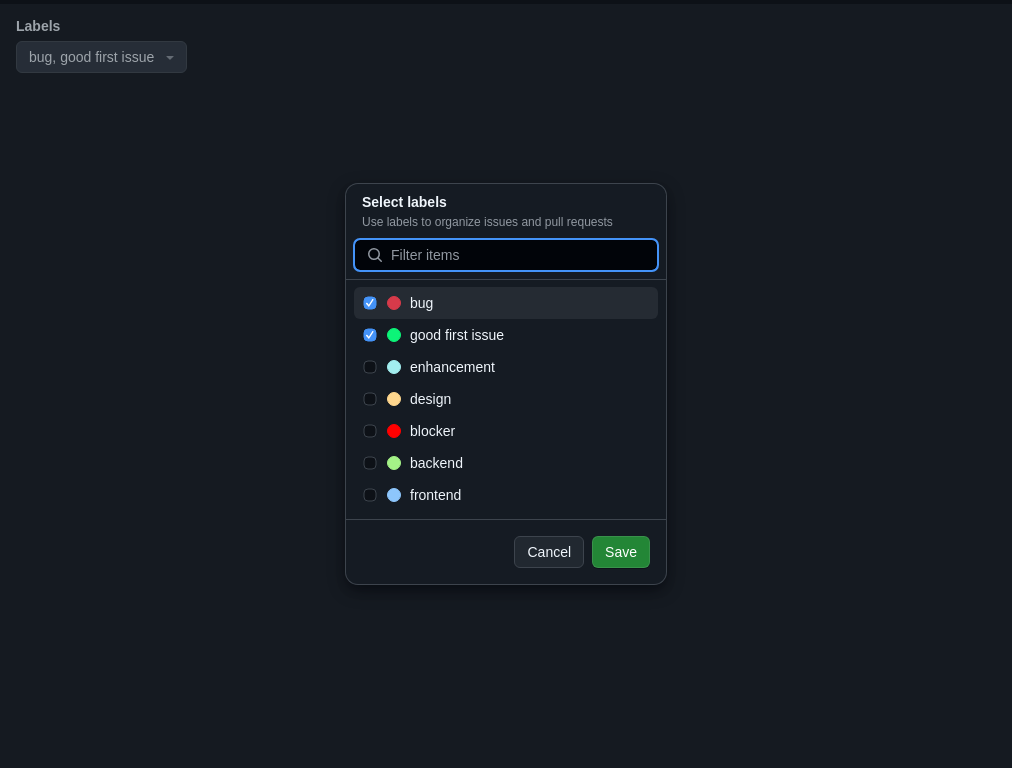 Labels
bug, good first issue
Select labels
Use labels to organize issues and pull requests
Filter items
bug
good first issue
enhancement
design
blocker
backend
frontend
Cancel Save